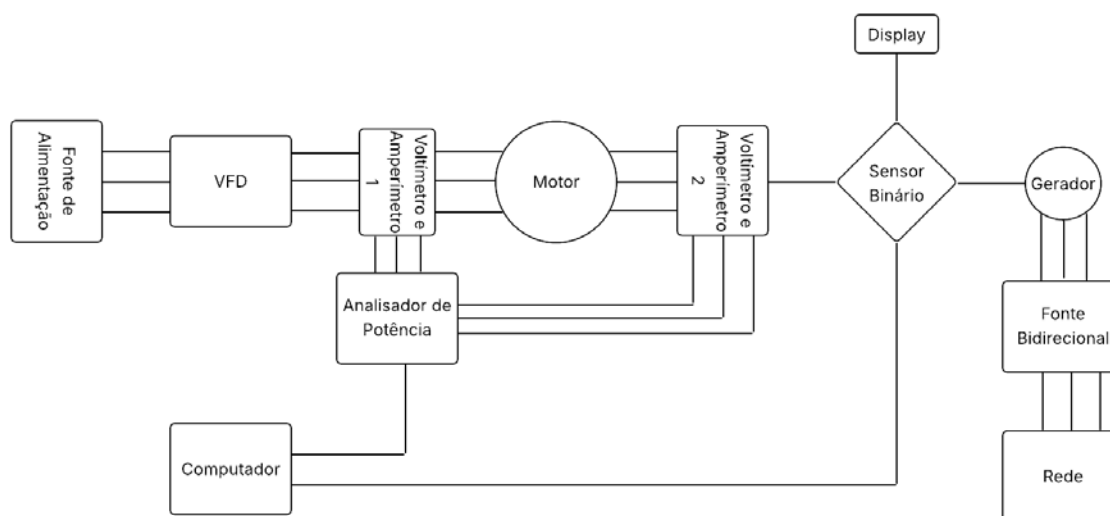 Display
Fonte de
Alimentação
VFD
Voltímetro e
Amperímetro
1
Motor
Voltímetro e
Amperímetro
2
Sensor
Binário
Gerador
Analisador de
Potência
Fonte
Bidirecional
Computador
Rede